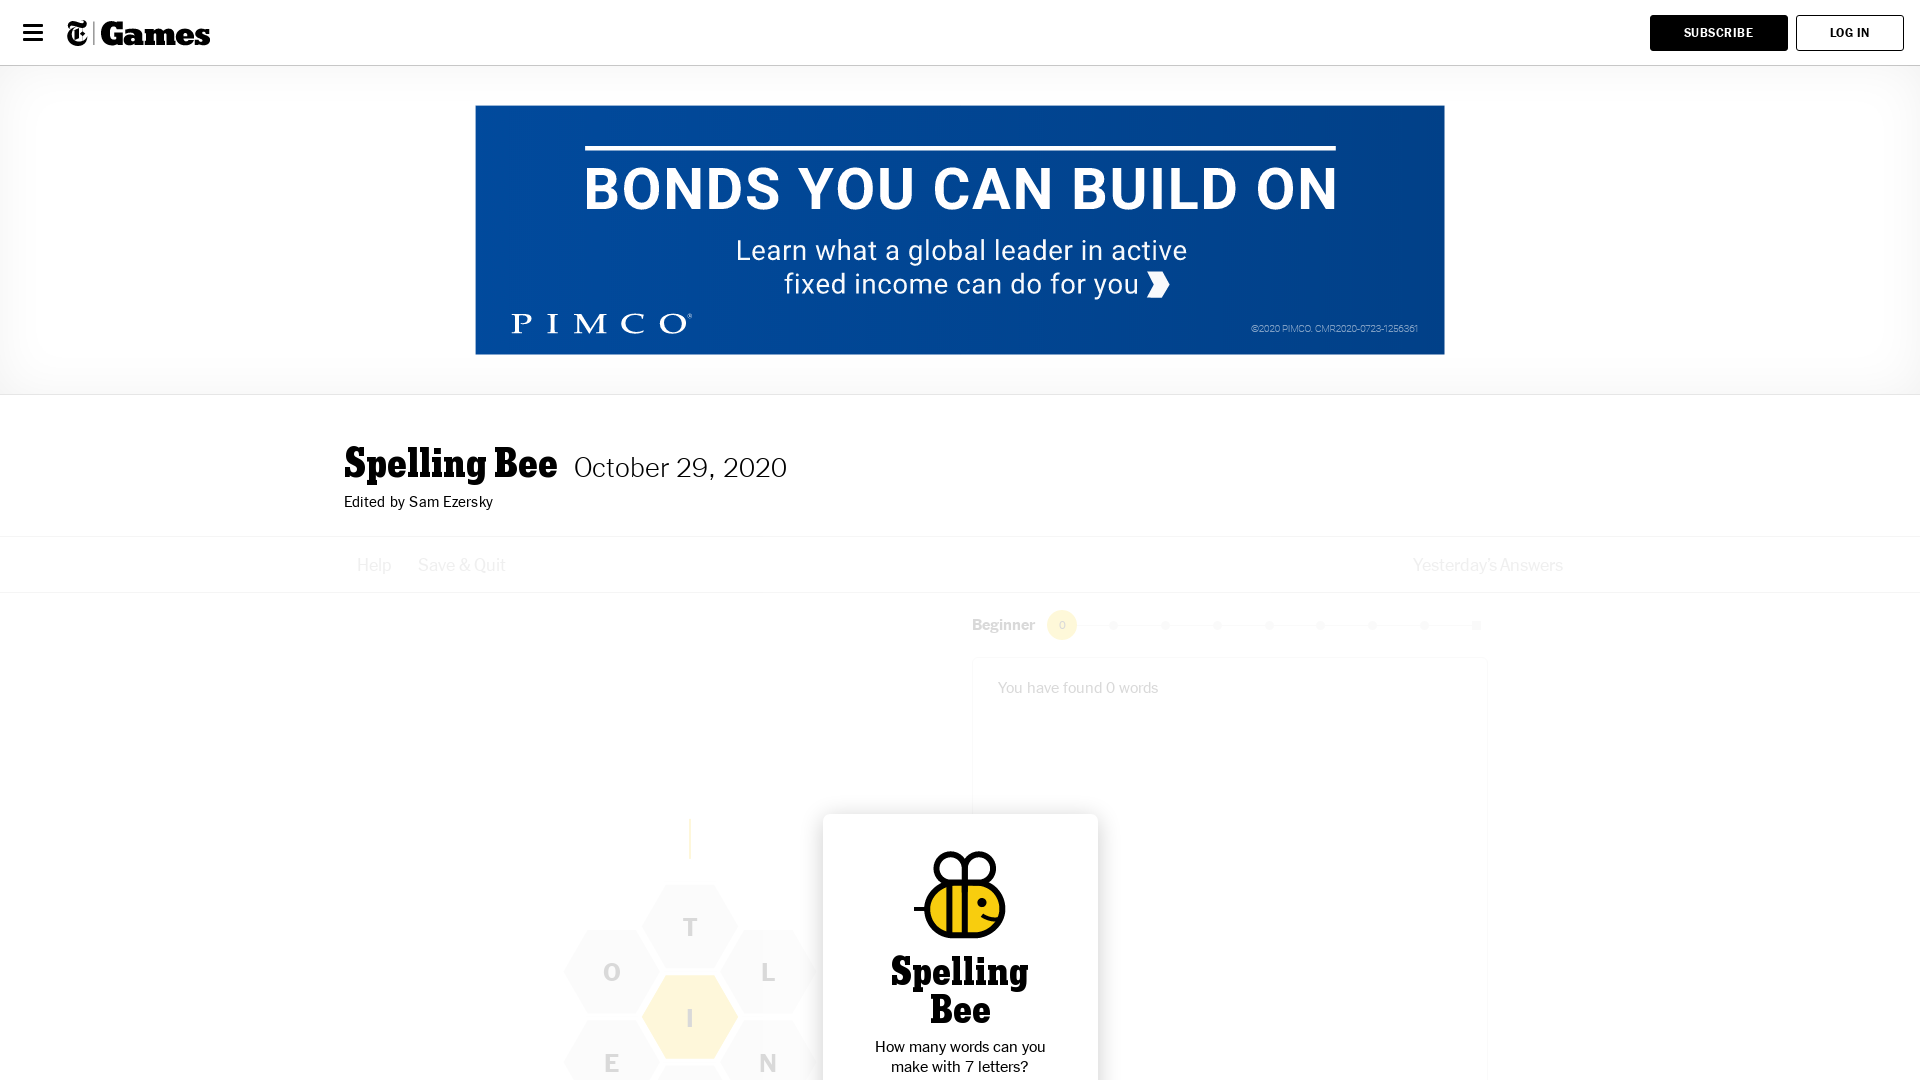 T Games
SUBSCRIBE
LOG IN
BONDS YOU CAN BUILD ON
Learn what a global leader in active
fixed income can do for you
PIMCO®
©2020 PIMCO. CMR2020-0723-1256361
Spelling Bee October 29, 2020
Edited by Sam Ezersky
Help
Save & Quit
Yesterday's Answers
Beginner
0
You have found 0 words
T
O
L
I
E
N
Spelling
Bee
How many words can you
make with 7 letters?